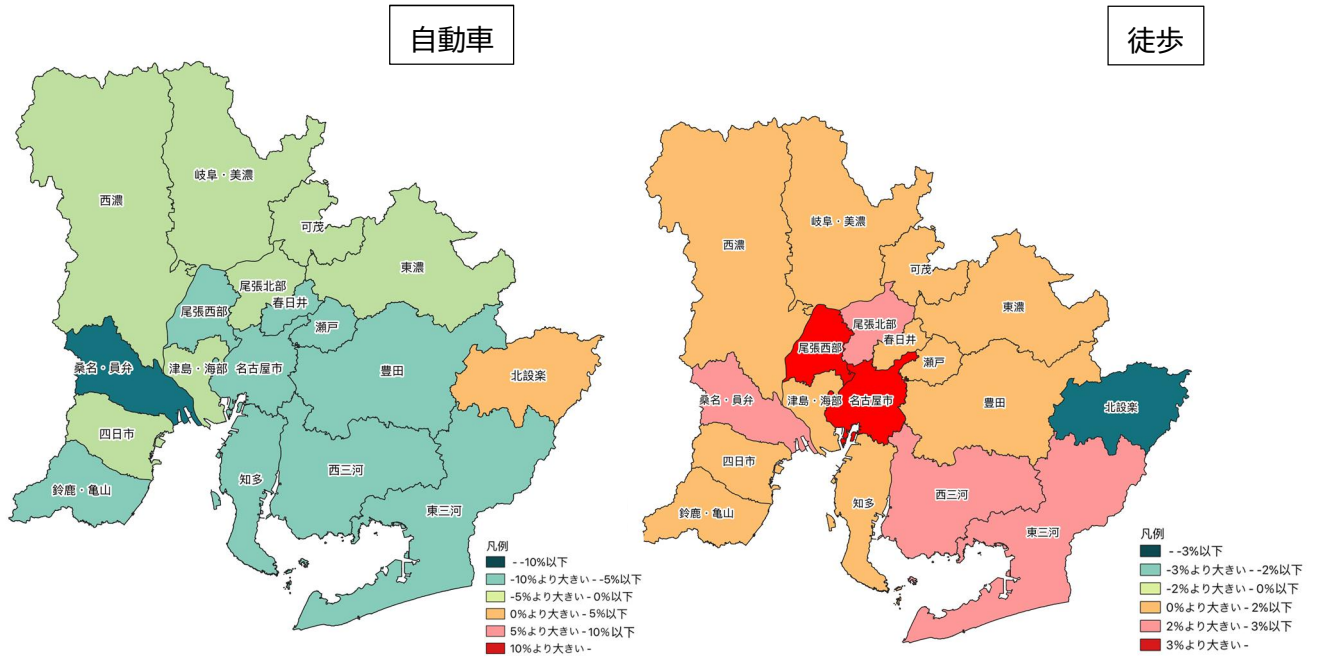 自動車
岐阜・美濃
西濃
可茂
東濃
尾張北部
春日井
尾張西部
瀬戸
桑名・員弁
津島・海部
名古屋市
豊田
北設楽
四日市
西三河
知多
鈴鹿・亀山
東三河
凡例
- -10%以下
-10%より大きい - -5%以下
-5%より大きい - 0%以下
0%より大きい - 5%以下
5%より大きい - 10%以下
10%より大きい -
徒歩
岐阜・美濃
西濃
可茂
東濃
尾張北部
春日井
尾張西部
瀬戸
桑名・員弁
津島・海部
名古屋市
豊田
北設楽
四日市
西三河
知多
鈴鹿・亀山
東三河
凡例
- -3%以下
-3%より大きい - -2%以下
-2%より大きい - 0%以下
0%より大きい - 2%以下
2%より大きい - 3%以下
3%より大きい -